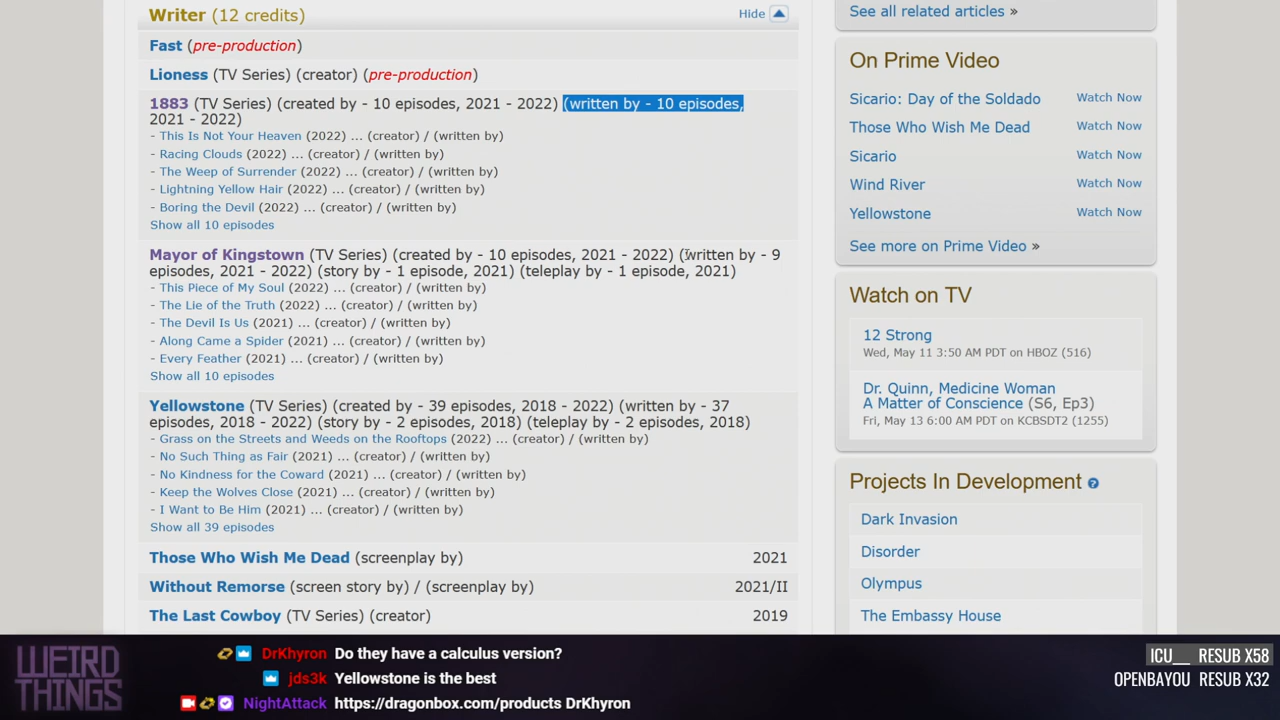 Writer (12 credits)
Hide
Fast (pre-production)
Lioness (TV Series) (creator) (pre-production)
1883 (TV Series) (created by - 10 episodes, 2021 - 2022) (written by - 10 episodes,
2021 - 2022)
- This Is Not Your Heaven (2022) ... (creator) / (written by)
- Racing Clouds (2022) ... (creator) / (written by)
- The Weep of Surrender (2022) ... (creator) / (written by)
- Lightning Yellow Hair (2022) ... (creator) / (written by)
- Boring the Devil (2022) ... (creator) / (written by)
Show all 10 episodes
Mayor of Kingstown (TV Series) (created by - 10 episodes, 2021 - 2022) (written by - 9
episodes, 2021 - 2022) (story by - 1 episode, 2021) (teleplay by - 1 episode, 2021)
- This Piece of My Soul (2022) ... (creator) / (written by)
- The Lie of the Truth (2022) ... (creator) / (written by)
- The Devil Is Us (2021) ... (creator) / (written by)
- Along Came a Spider (2021) ... (creator) / (written by)
- Every Feather (2021) ... (creator) / (written by)
Show all 10 episodes
Yellowstone (TV Series) (created by - 39 episodes, 2018 - 2022) (written by - 37
episodes, 2018 - 2022) (story by - 2 episodes, 2018) (teleplay by - 2 episodes, 2018)
- Grass on the Streets and Weeds on the Rooftops (2022) ... (creator) / (written by)
- No Such Thing as Fair (2021) ... (creator) / (written by)
- No Kindness for the Coward (2021) ... (creator) / (written by)
- Keep the Wolves Close (2021) ... (creator) / (written by)
- I Want to Be Him (2021) ... (creator) / (written by)
Show all 39 episodes
Those Who Wish Me Dead (screenplay by) 2021
Without Remorse (screen story by) / (screenplay by) 2021/II
The Last Cowboy (TV Series) (creator) 2019
See all related articles »
On Prime Video
Sicario: Day of the Soldado Watch Now
Those Who Wish Me Dead Watch Now
Sicario Watch Now
Wind River Watch Now
Yellowstone Watch Now
See more on Prime Video »
Watch on TV
12 Strong
Wed, May 11 3:50 AM PDT on HBOZ (516)
Dr. Quinn, Medicine Woman
A Matter of Conscience (S6, Ep3)
Fri, May 13 6:00 AM PDT on KCBSDT2 (1255)
Projects In Development ?
Dark Invasion
Disorder
Olympus
The Embassy House
WEIRD
THINGS
DrKhyron Do they have a calculus version?
jds3k Yellowstone is the best
NightAttack https://dragonbox.com/products DrKhyron
ICU__ RESUB X58
OPENBAYOU RESUB X32